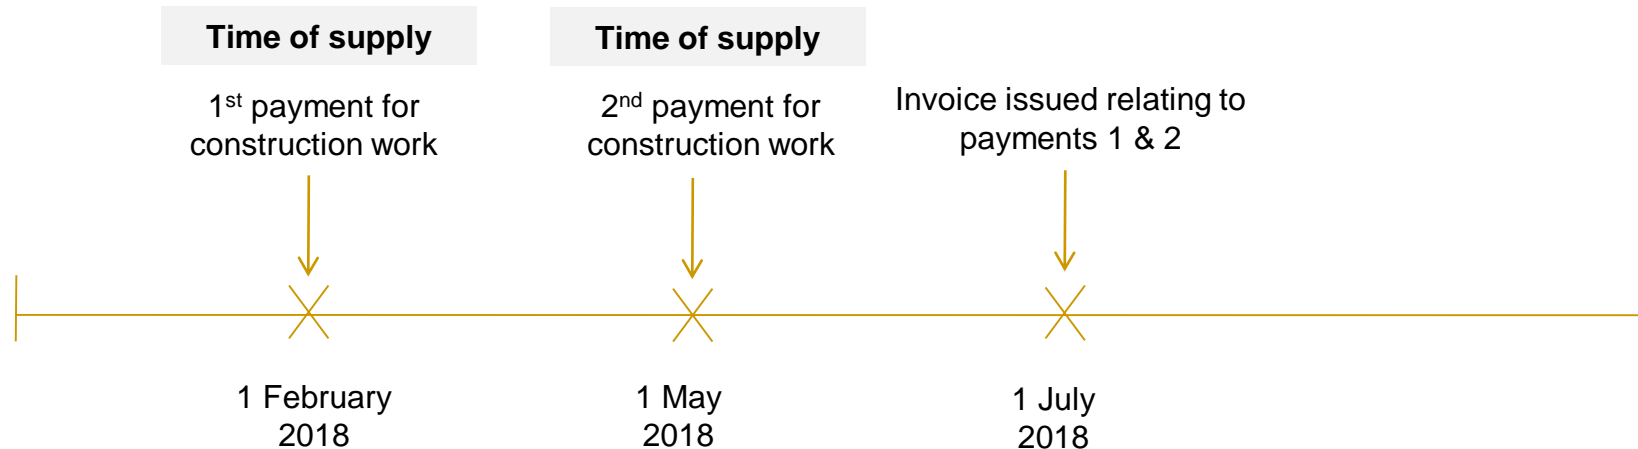 Time of supply
1st payment for
construction work
Time of supply
2nd payment for
construction work
Invoice issued relating to
payments 1 & 2
1 February
2018
1 May
2018
1 July
2018